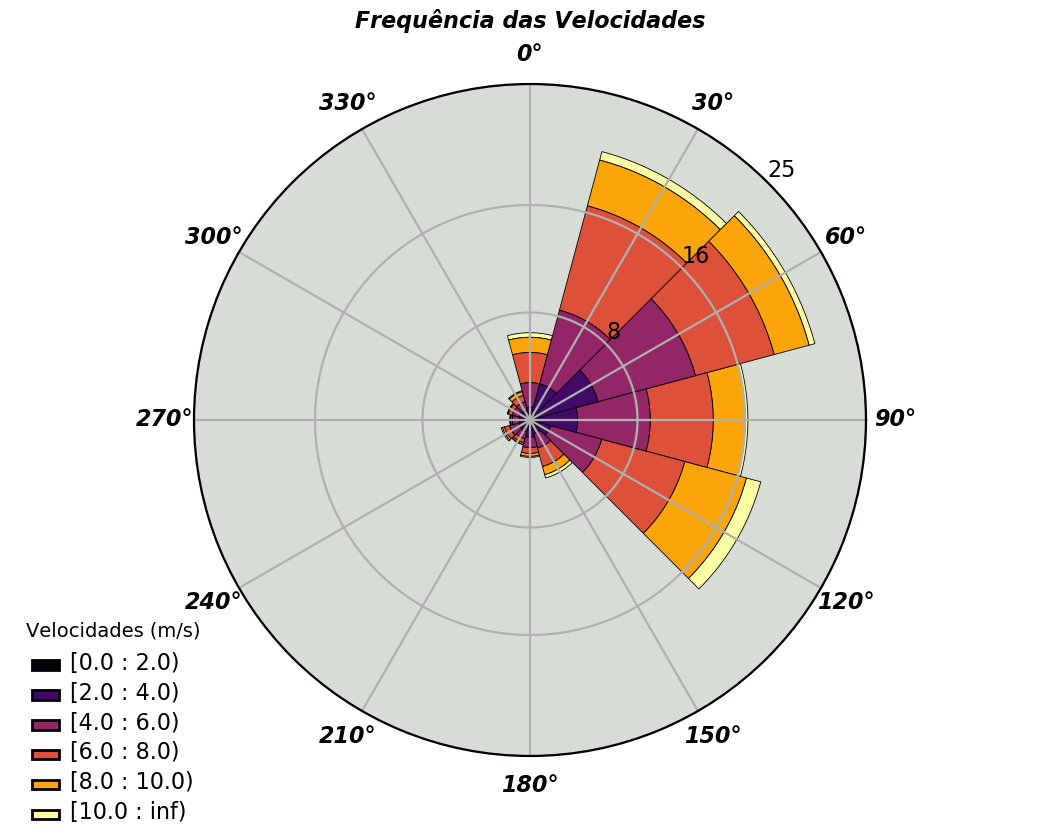 Frequência das Velocidades
0°
330°
30°
25
300°
60°
16
8
270°
90°
240°
120°
210°
150°
180°
Velocidades (m/s)
[0.0 : 2.0)
[2.0 : 4.0)
[4.0 : 6.0)
[6.0 : 8.0)
[8.0 : 10.0)
[10.0 : inf)